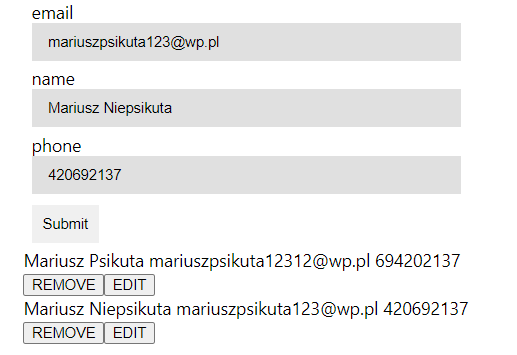 email
mariuszpsikuta123@wp.pl
name
Mariusz Niepsikuta
phone
420692137
Submit
Mariusz Psikuta mariuszpsikuta12312@wp.pl 694202137
REMOVE EDIT
Mariusz Niepsikuta mariuszpsikuta123@wp.pl 420692137
REMOVE EDIT